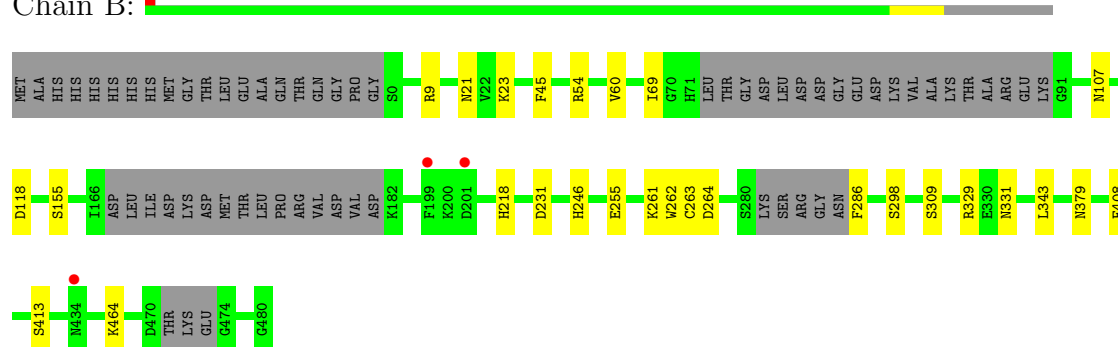 Chain B:
MET ALA HIS HIS HIS HIS HIS HIS MET GLY THR LEU GLU ALA GLN THR GLN GLY PRO GLY S0 R9 N21 V22 K23 F45 R54 V60 I69 G70 H71 LEU THR GLY ASP LEU ASP ASP GLY GLU ASP LYS VAL ALA LYS THR ALA ARG GLU LYS G91 N107
D118 S155 I166 ASP LEU ILE ASP LYS ASP MET THR LEU PRO ARG VAL ASP VAL ASP K182 F199 K200 D201 H218 D231 H246 E255 K261 W262 C263 D264 S280 LYS SER ARG GLY ASN F286 S298 S309 R329 E330 N331 L343 N379
S413 N434 K464 D470 THR LYS GLU G474 G480